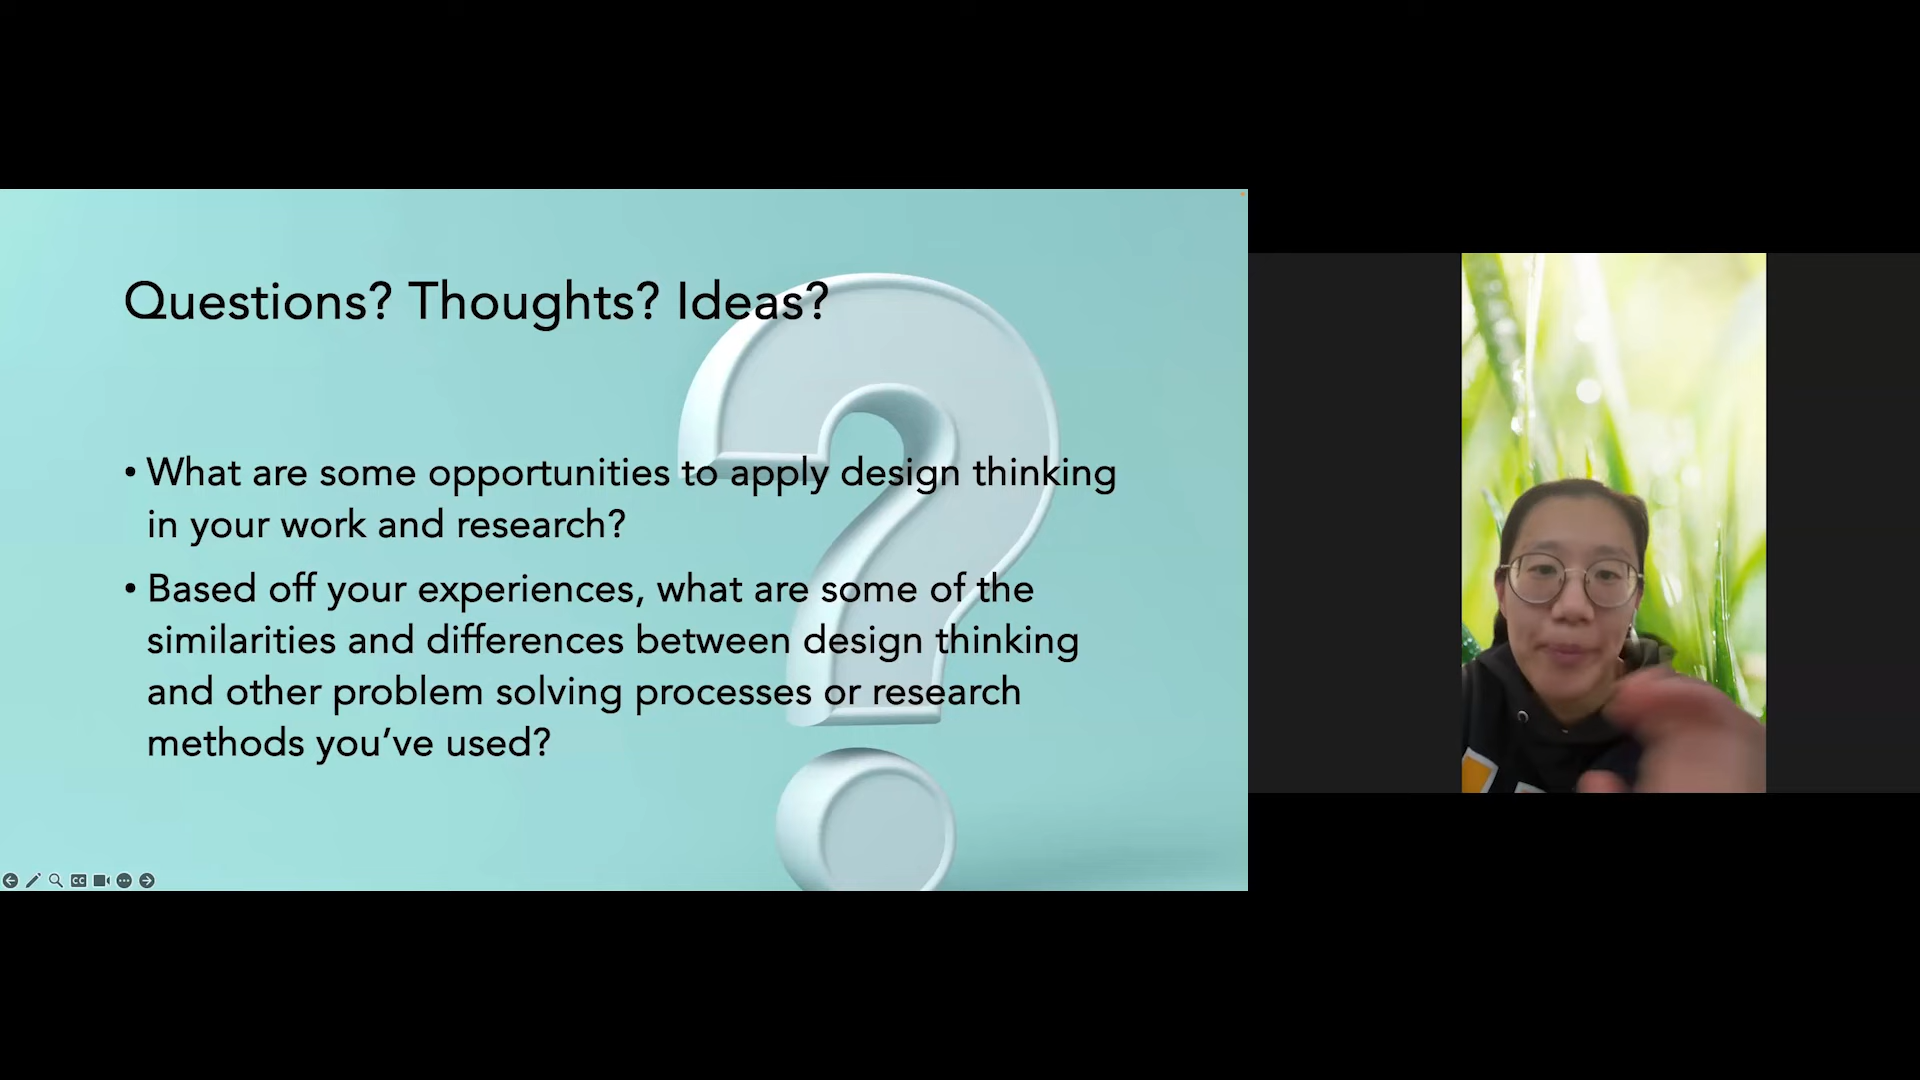 Questions? Thoughts? Ideas?
• What are some opportunities to apply design thinking
in your work and research?
• Based off your experiences, what are some of the
similarities and differences between design thinking
and other problem solving processes or research
methods you’ve used?
CC